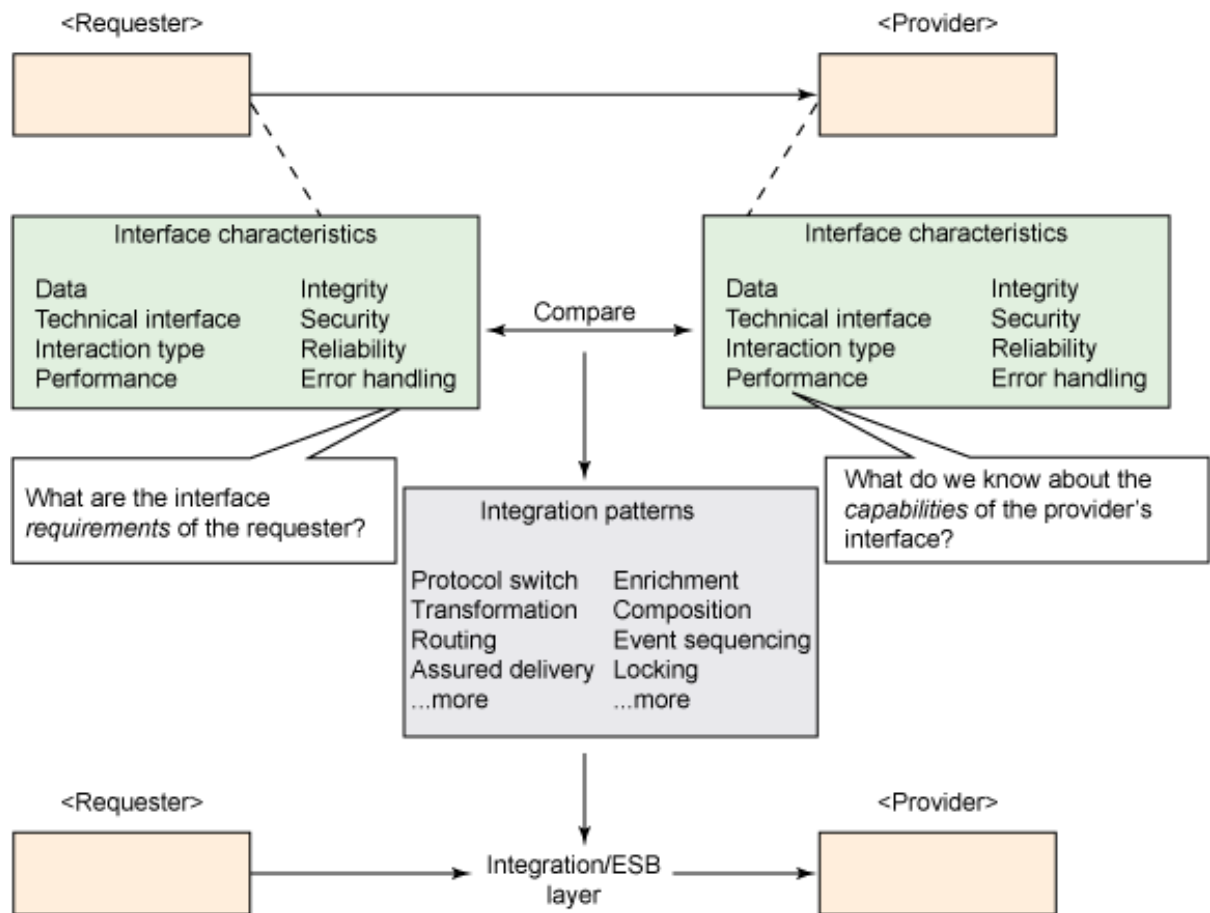 <Requester>
<Provider>
Interface characteristics
Data
Technical interface
Interaction type
Performance
Integrity
Security
Reliability
Error handling
Compare
Interface characteristics
Data
Technical interface
Interaction type
Performance
Integrity
Security
Reliability
Error handling
What are the interface
requirements of the requester?
What do we know about the
capabilities of the provider's
interface?
Integration patterns
Protocol switch
Transformation
Routing
Assured delivery
...more
Enrichment
Composition
Event sequencing
Locking
...more
<Requester>
<Provider>
Integration/ESB
layer